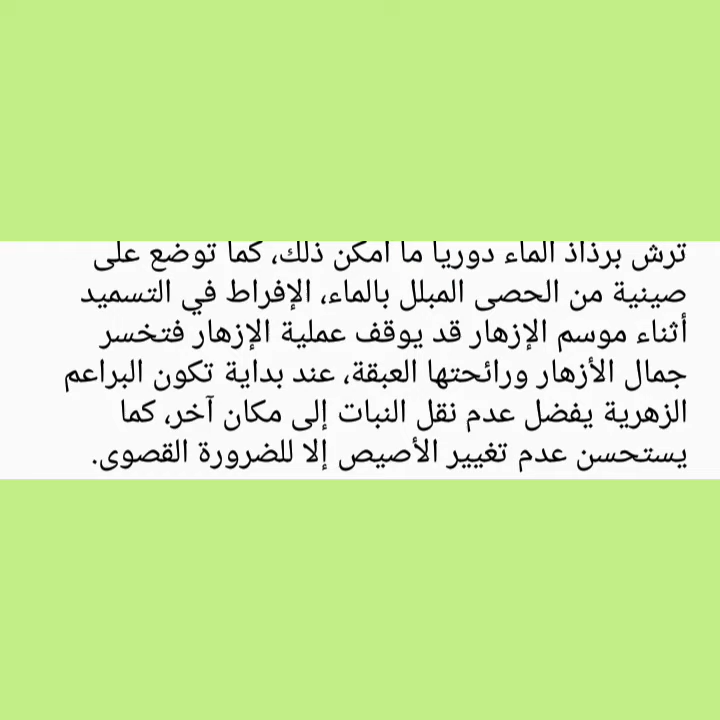 ترش برذاذ الماء دوريا ما أمكن ذلك، كما توضع على
صينية من الحصى المبلل بالماء، الإفراط في التسميد
أثناء موسم الإزهار قد يوقف عملية الإزهار فتخسر
جمال الأزهار ورائحتها العبقة، عند بداية تكون البراعم
الزهرية يفضل عدم نقل النبات إلى مكان آخر، كما
يستحسن عدم تغيير الأصيص إلا للضرورة القصوى.